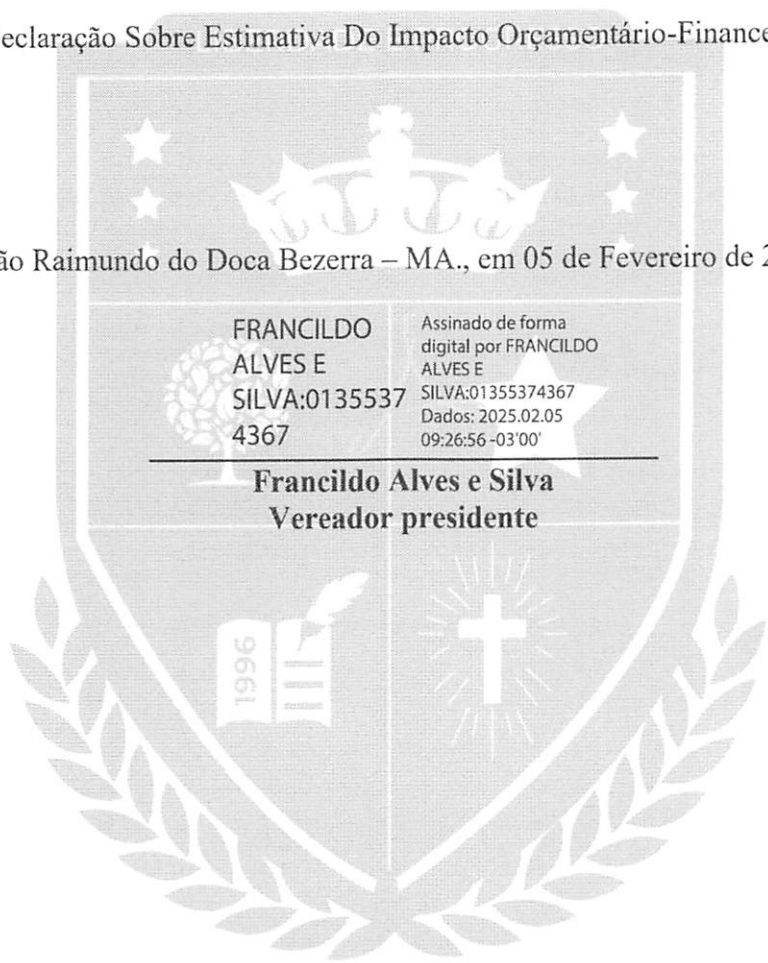 eclaração Sobre Estimativa Do Impacto Orçamentário-Finance
ão Raimundo do Doca Bezerra – MA., em 05 de Fevereiro de 2
FRANCILDO
ALVES E
SILVA:0135537
4367
Assinado de forma
digital por FRANCILDO
ALVES E
SILVA:01355374367
Dados: 2025.02.05
09:26:56 -03'00'
Francildo Alves e Silva
Vereador presidente
1996